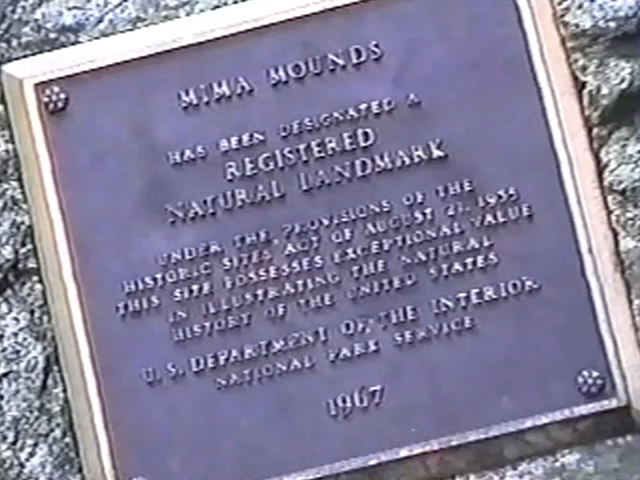 MIMA MOUNDS
HAS BEEN DESIGNATED A
REGISTERED
NATURAL LANDMARK
UNDER THE PROVISIONS OF THE
HISTORIC SITES ACT OF AUGUST 21, 1935
THIS SITE POSSESSES EXCEPTIONAL VALUE
IN ILLUSTRATING THE NATURAL
HISTORY OF THE UNITED STATES
U.S. DEPARTMENT OF THE INTERIOR
NATIONAL PARK SERVICE
1967